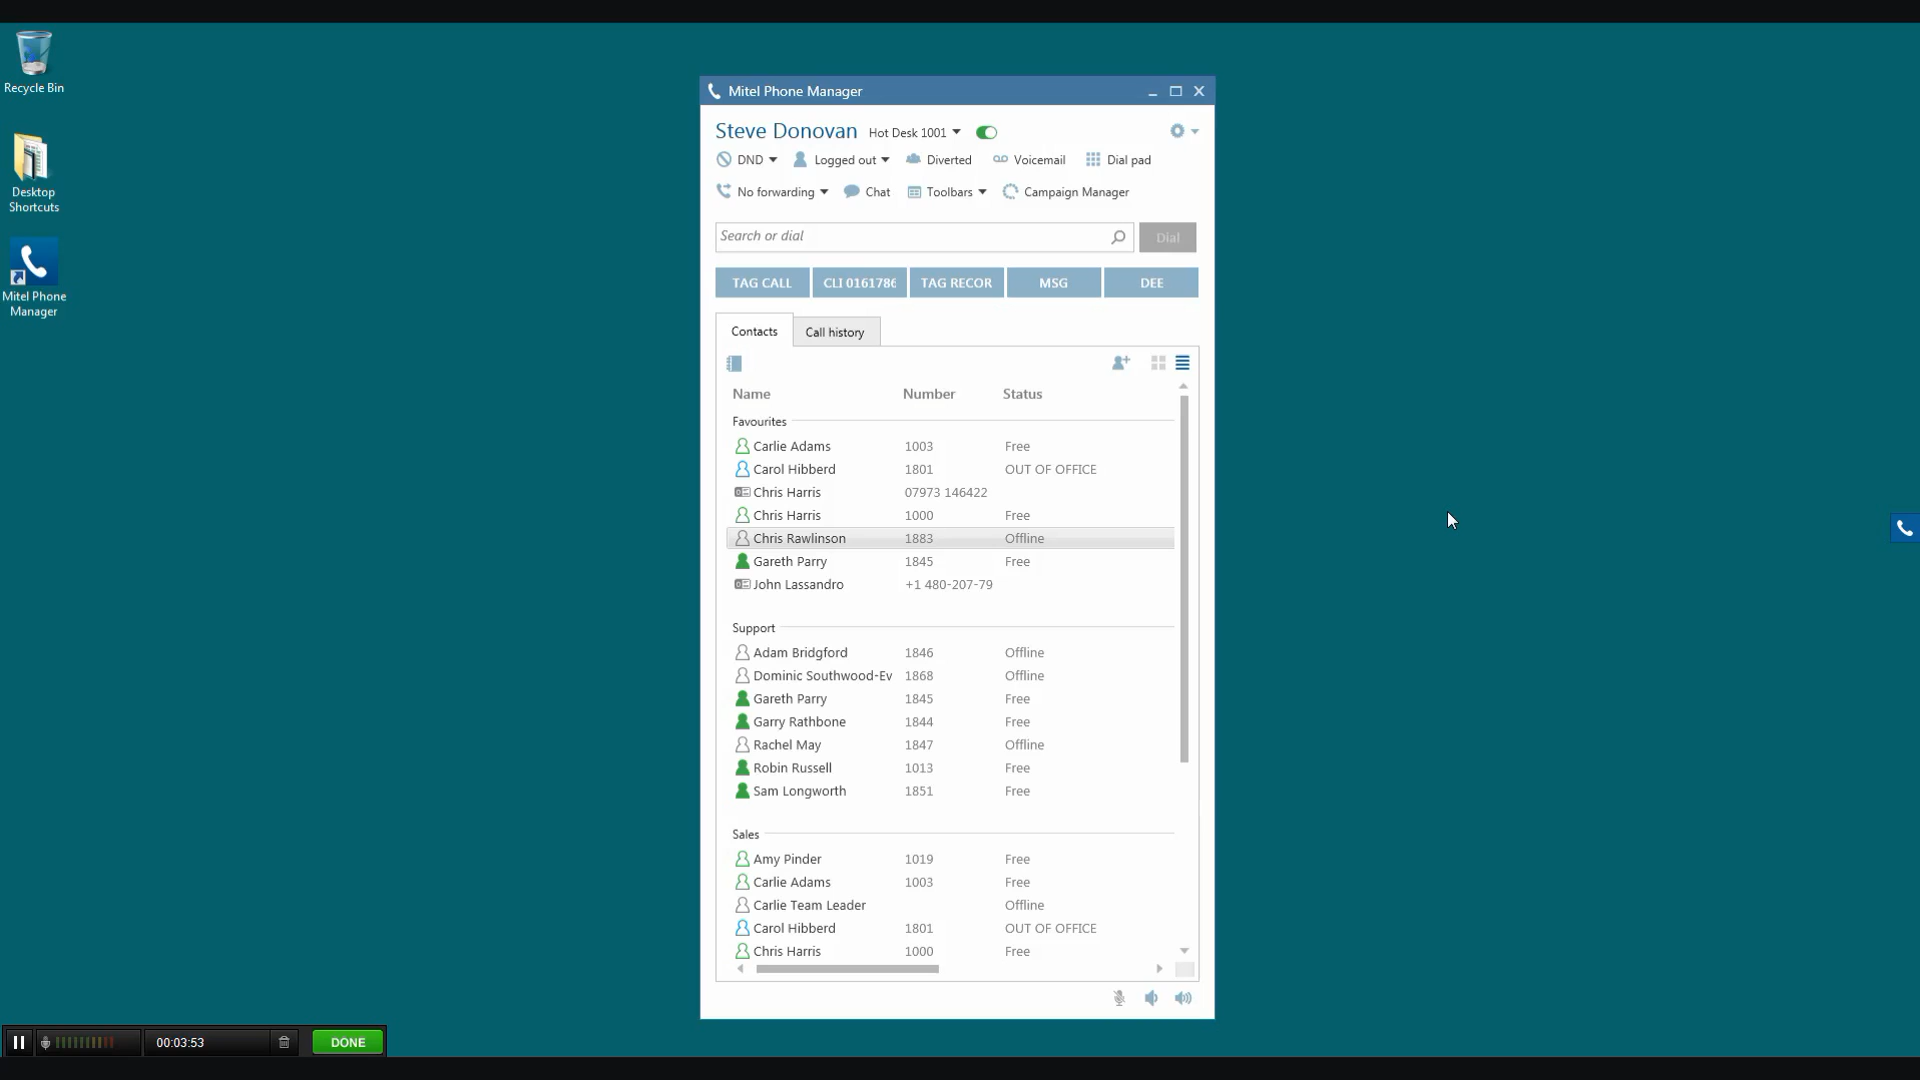 Recycle Bin
Desktop
Shortcuts
Mitel Phone
Manager
Mitel Phone Manager
Steve Donovan Hot Desk 1001
DND Logged out Diverted Voicemail Dial pad
No forwarding Chat Toolbars Campaign Manager
Search or dial Dial
TAG CALL CLI 0161786 TAG RECOR MSG DEE
Contacts Call history
Name Number Status
Favourites
Carlie Adams 1003 Free
Carol Hibberd 1801 OUT OF OFFICE
Chris Harris 07973 146422
Chris Harris 1000 Free
Chris Rawlinson 1883 Offline
Gareth Parry 1845 Free
John Lassandro +1 480-207-79
Support
Adam Bridgford 1846 Offline
Dominic Southwood-Ev 1868 Offline
Gareth Parry 1845 Free
Garry Rathbone 1844 Free
Rachel May 1847 Offline
Robin Russell 1013 Free
Sam Longworth 1851 Free
Sales
Amy Pinder 1019 Free
Carlie Adams 1003 Free
Carlie Team Leader Offline
Carol Hibberd 1801 OUT OF OFFICE
Chris Harris 1000 Free
00:03:53 DONE